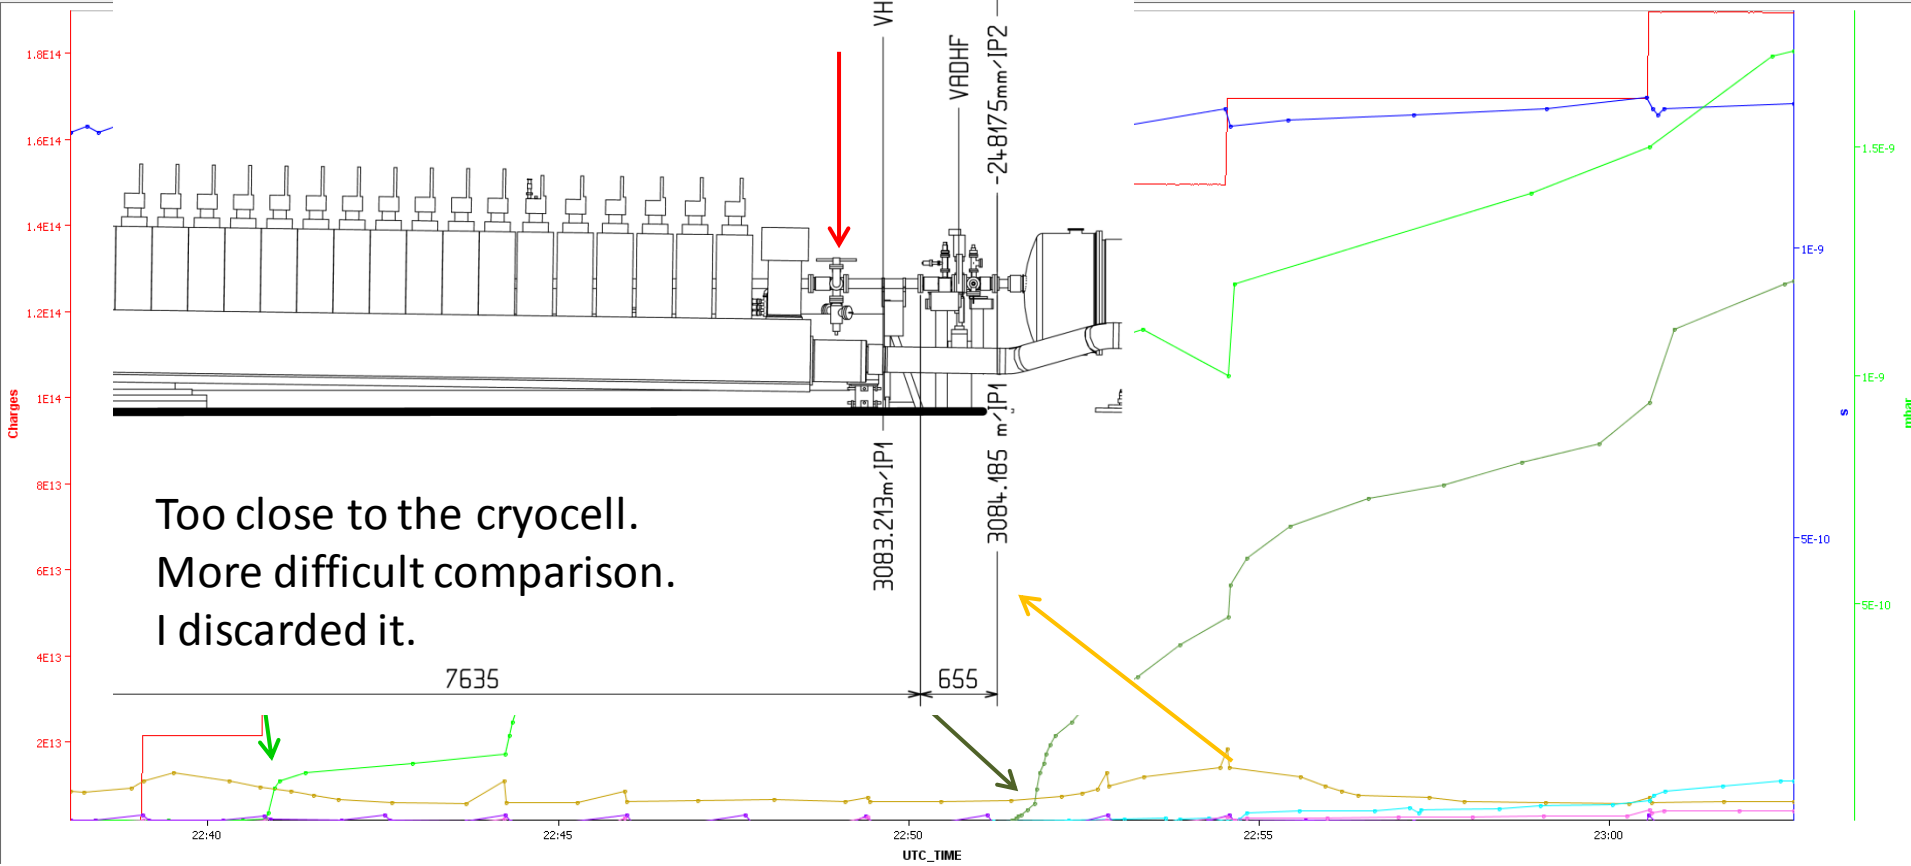 1.8E14
1.6E14
1.4E14
1.2E14
1E14
8E13
6E13
4E13
2E13
Charges
VH
VADHF
-248175mm/IP2
3083.213m/IP1
3084.185 m/IP1
Too close to the cryocell.
More difficult comparison.
I discarded it.
7635
655
1E-9
5E-10
s
1.5E-9
1E-9
5E-10
mbar
22:40
22:45
22:50
22:55
23:00
UTC_TIME